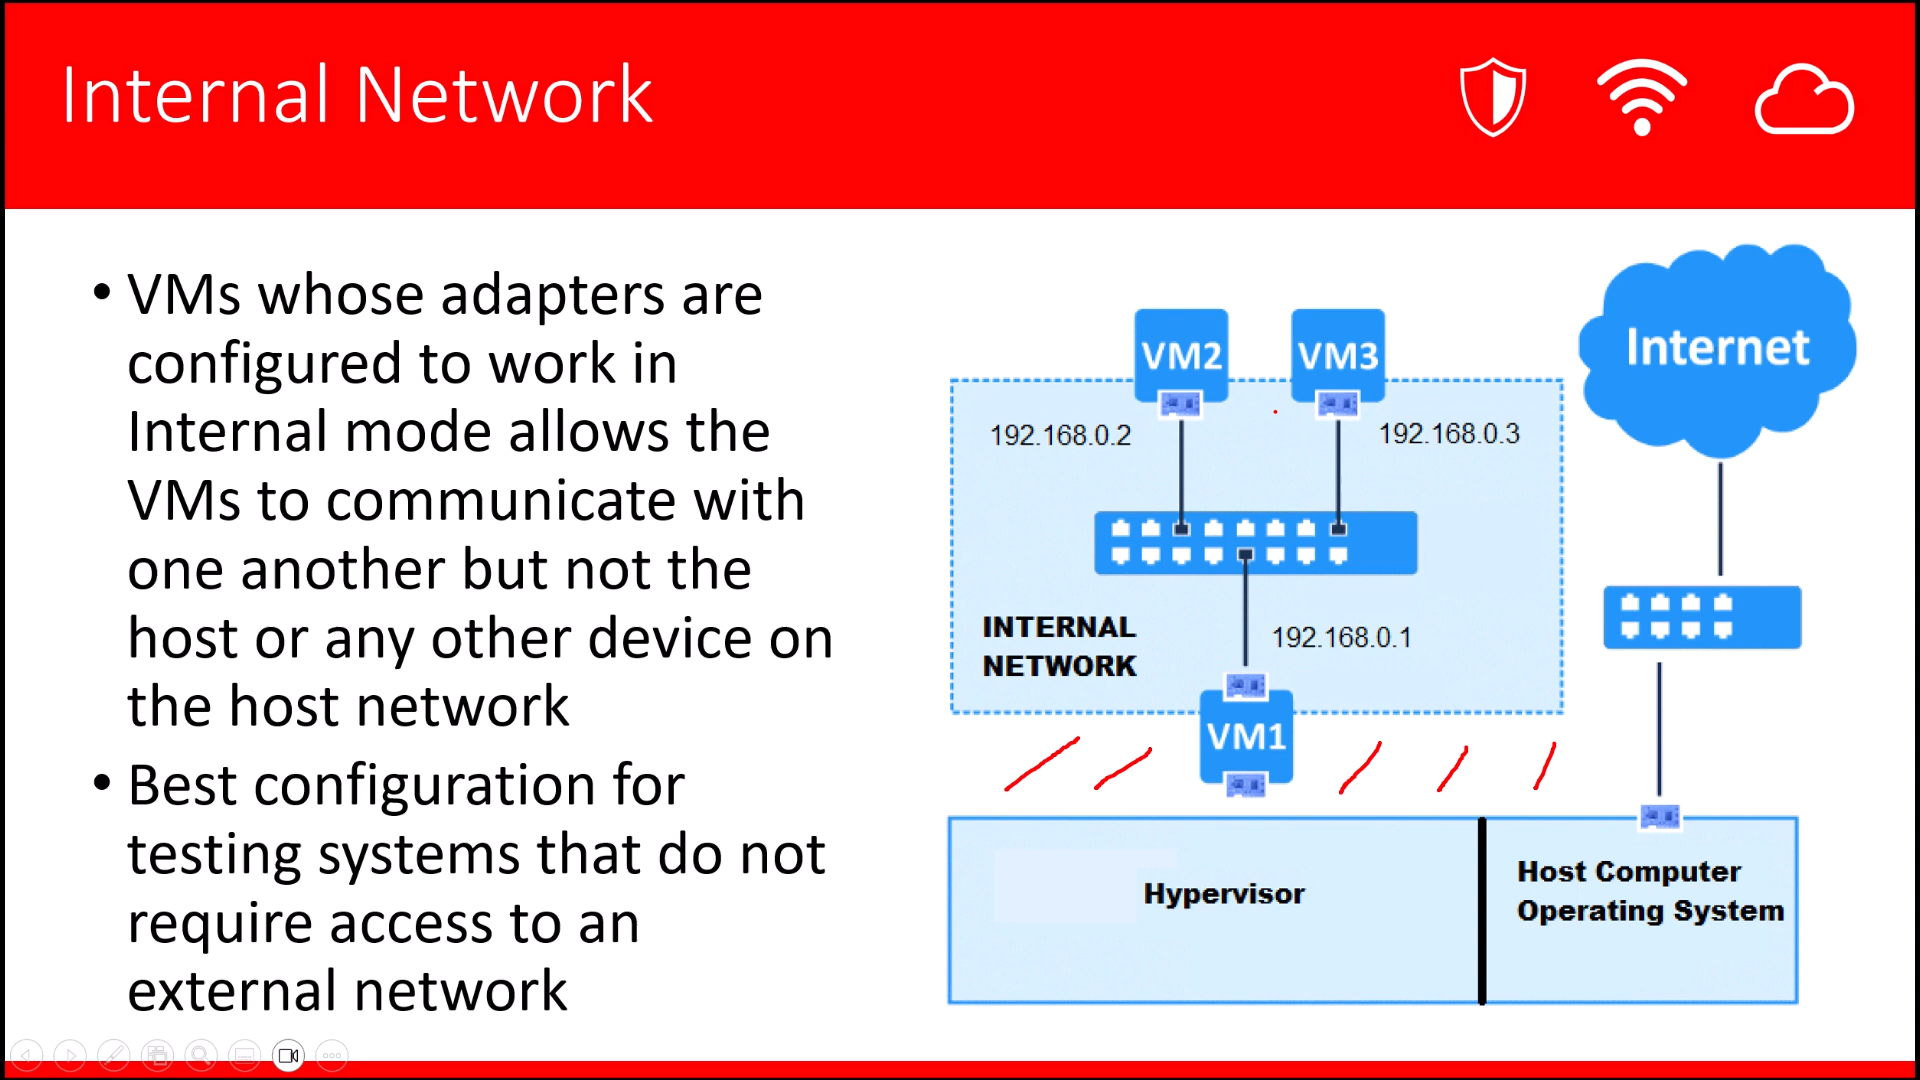 Internal Network
• VMs whose adapters are
configured to work in
Internal mode allows the
VMs to communicate with
one another but not the
host or any other device on
the host network
• Best configuration for
testing systems that do not
require access to an
external network
VM2
VM3
Internet
192.168.0.2
192.168.0.3
INTERNAL
NETWORK
192.168.0.1
VM1
Hypervisor
Host Computer
Operating System